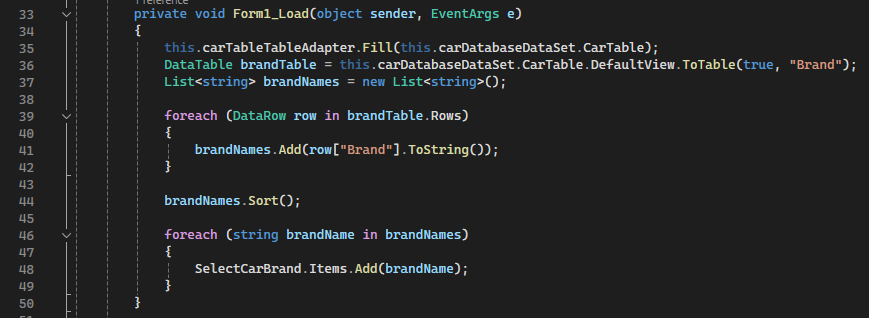 1 reference
33 private void Form1_Load(object sender, EventArgs e)
34 {
35 this.carTableTableAdapter.Fill(this.carDatabaseDataSet.CarTable);
36 DataTable brandTable = this.carDatabaseDataSet.CarTable.DefaultView.ToTable(true, "Brand");
37 List<string> brandNames = new List<string>();
38
39 foreach (DataRow row in brandTable.Rows)
40 {
41 brandNames.Add(row["Brand"].ToString());
42 }
43
44 brandNames.Sort();
45
46 foreach (string brandName in brandNames)
47 {
48 SelectCarBrand.Items.Add(brandName);
49 }
50 }